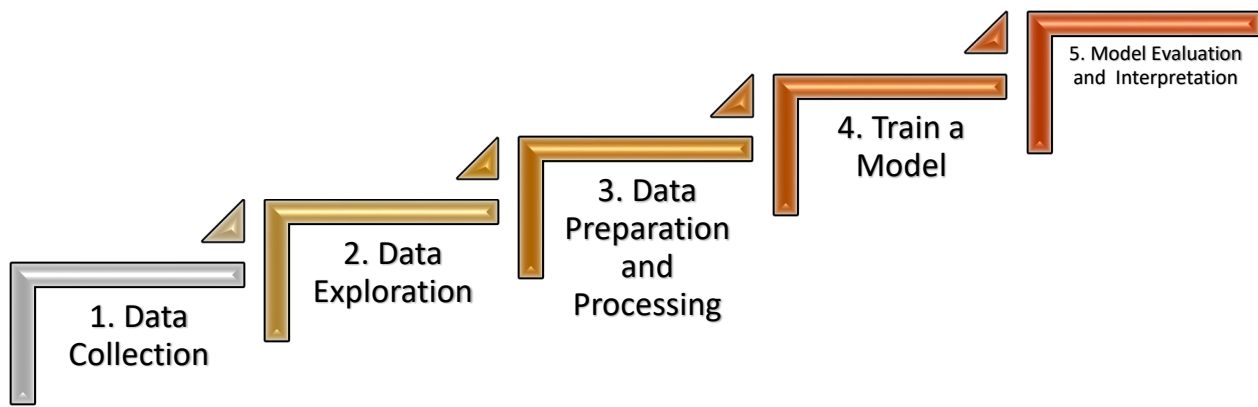 1. Data
Collection
2. Data
Exploration
3. Data
Preparation
and
Processing
4. Train a
Model
5. Model Evaluation
and Interpretation